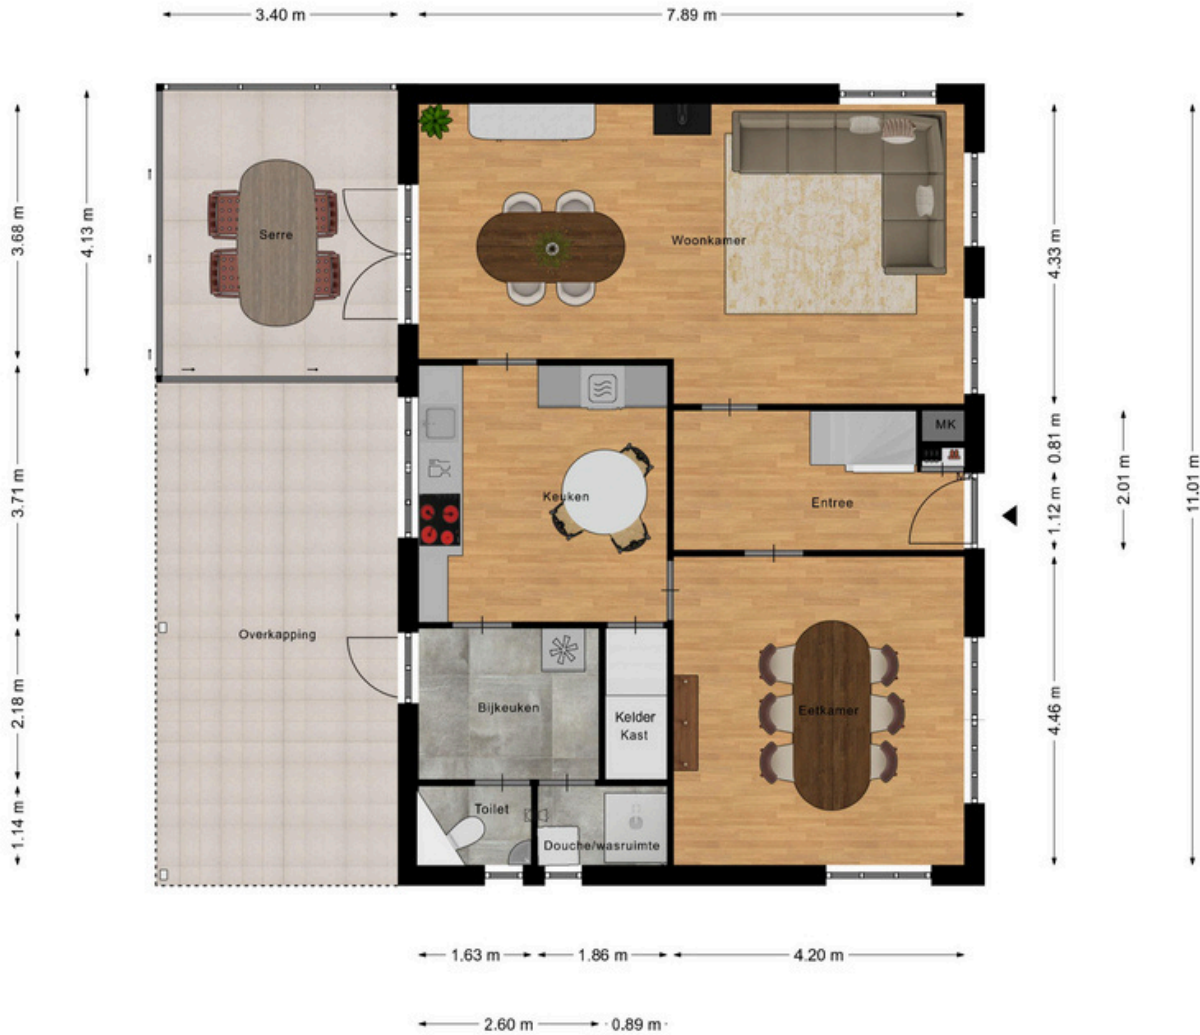 3.40 m
7.89 m
3.68 m
4.13 m
Serre
Woonkamer
4.33 m
MK
0.81 m
2.01 m
11.01 m
3.71 m
Keuken
Entree
1.12 m
Overkapping
2.18 m
Bijkeuken
Kelder
Kast
Eetkamer
4.46 m
1.14 m
Toilet
Douche/wasruimte
1.63 m
1.86 m
4.20 m
2.60 m
0.89 m